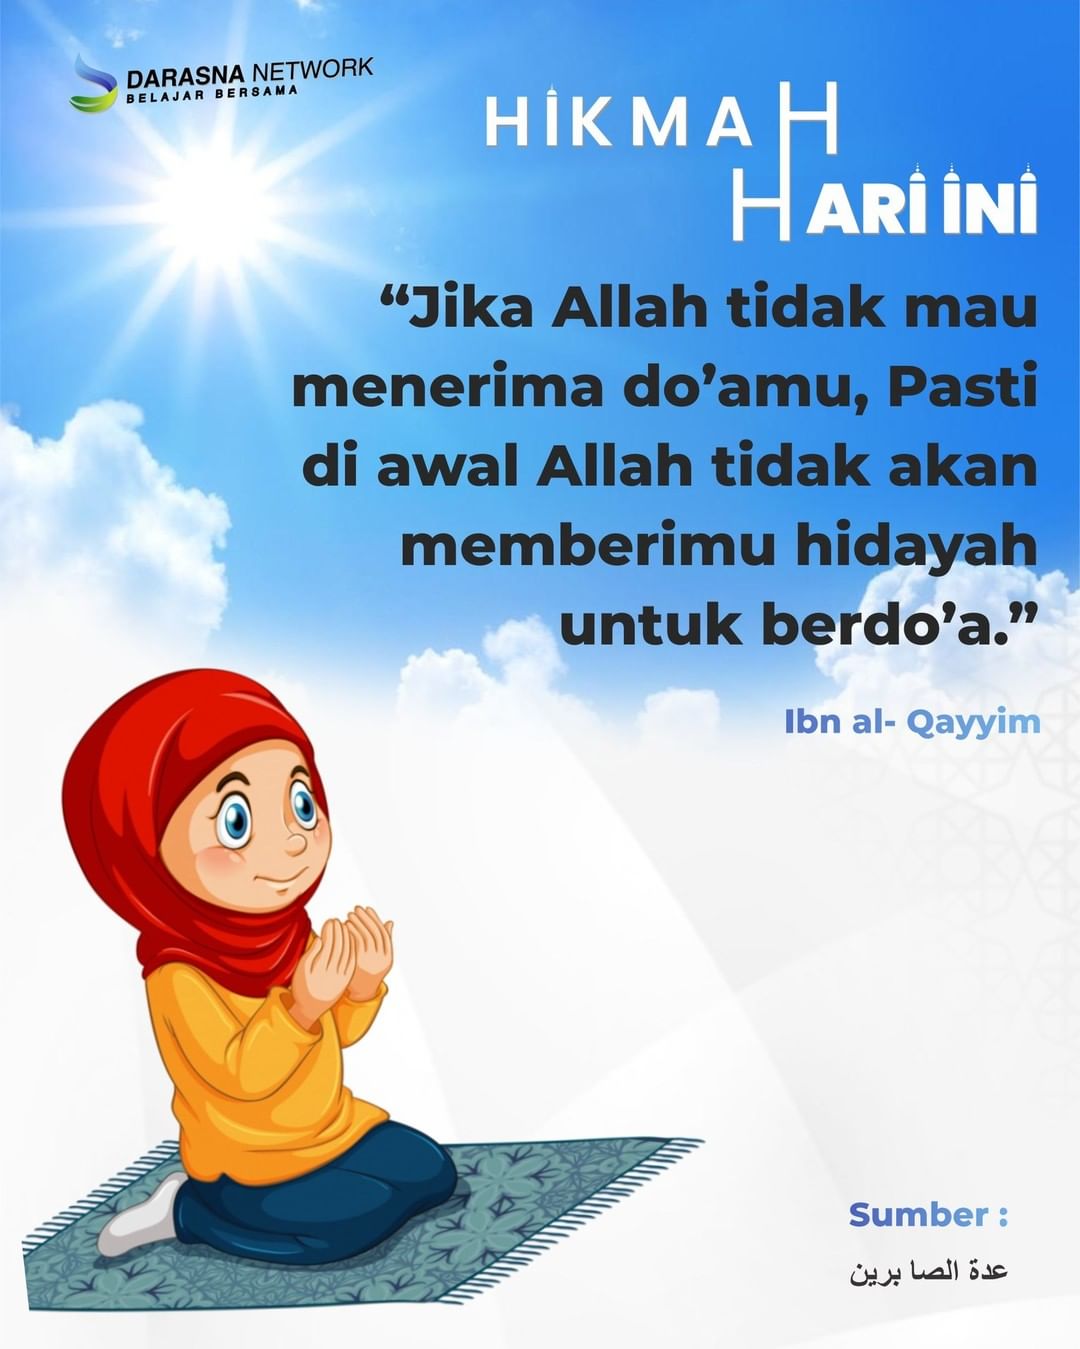 DARASNA NETWORK
BELAJAR BERSAMA
HIKMAH
HARI INI
“Jika Allah tidak mau
menerima do’amu, Pasti
di awal Allah tidak akan
memberimu hidayah
untuk berdo’a.”
Ibn al- Qayyim
Sumber :
عدة الصا برين